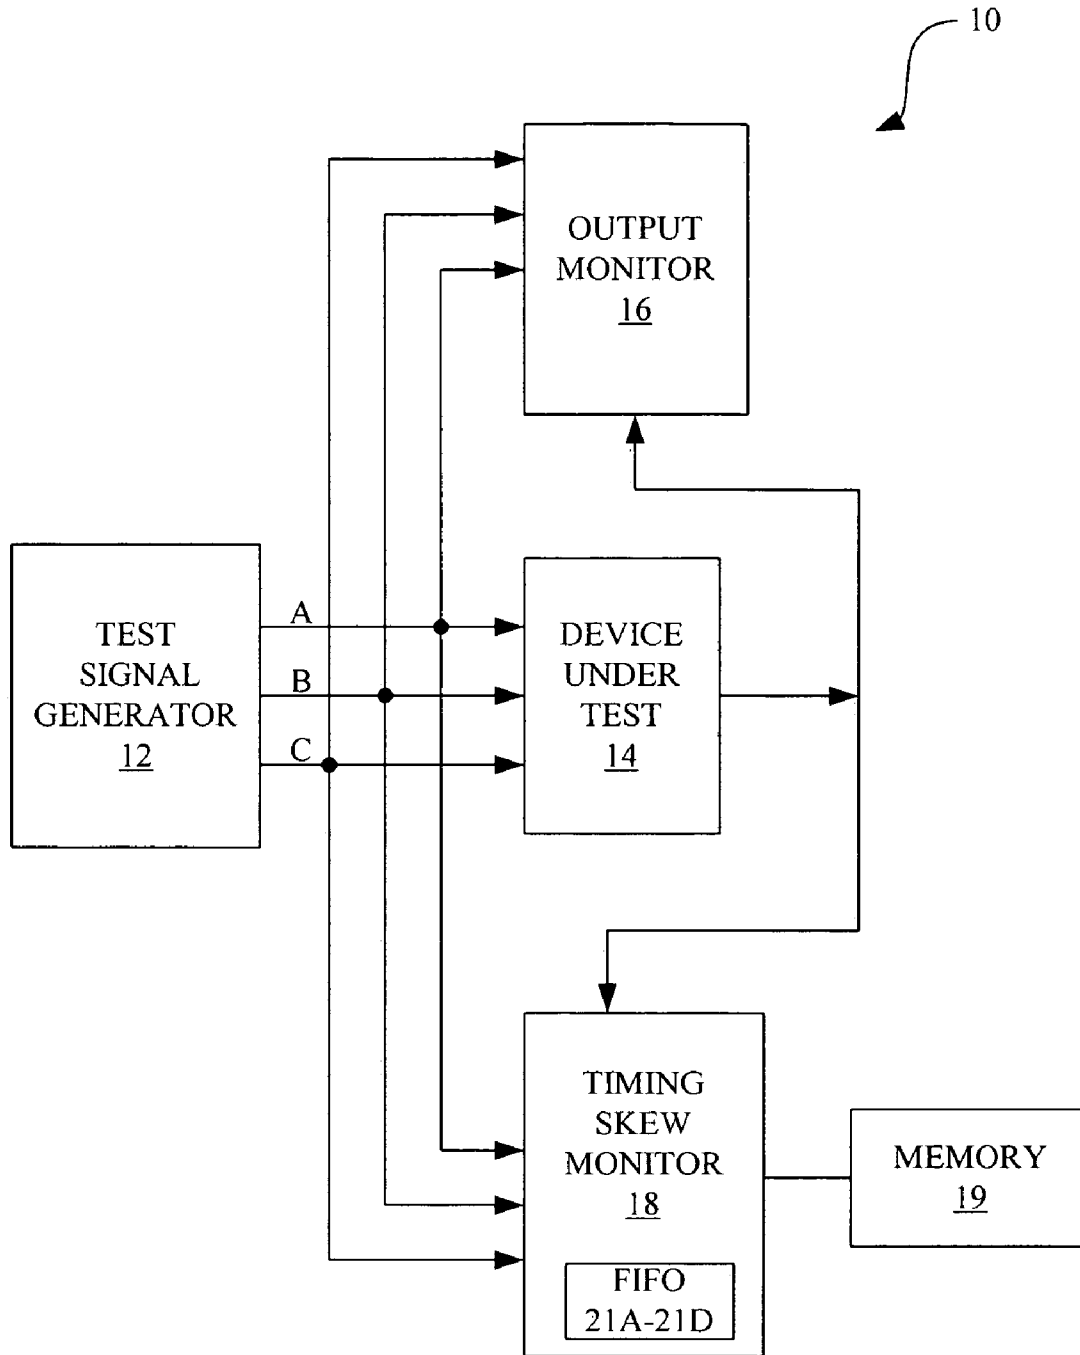 10
OUTPUT
MONITOR
16
TEST
SIGNAL
GENERATOR
12
A
B
C
DEVICE
UNDER
TEST
14
TIMING
SKEW
MONITOR
18
FIFO
21A-21D
MEMORY
19